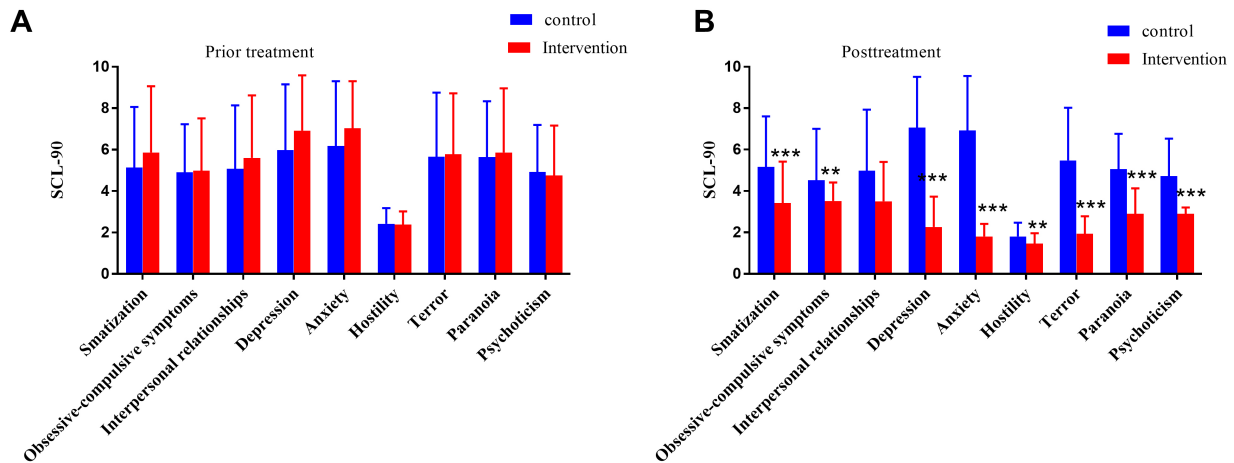 A
control
Intervention
Prior treatment
SCL-90
10
8
6
4
2
0
Smatization
Obsessive-compulsive symptoms
Interpersonal relationships
Depression
Anxiety
Hostility
Terror
Paranoia
Psychoticism
B
control
Intervention
Posttreatment
SCL-90
10
8
6
4
2
0
***
**
***
***
**
***
***
***
Smatization
Obsessive-compulsive symptoms
Interpersonal relationships
Depression
Anxiety
Hostility
Terror
Paranoia
Psychoticism